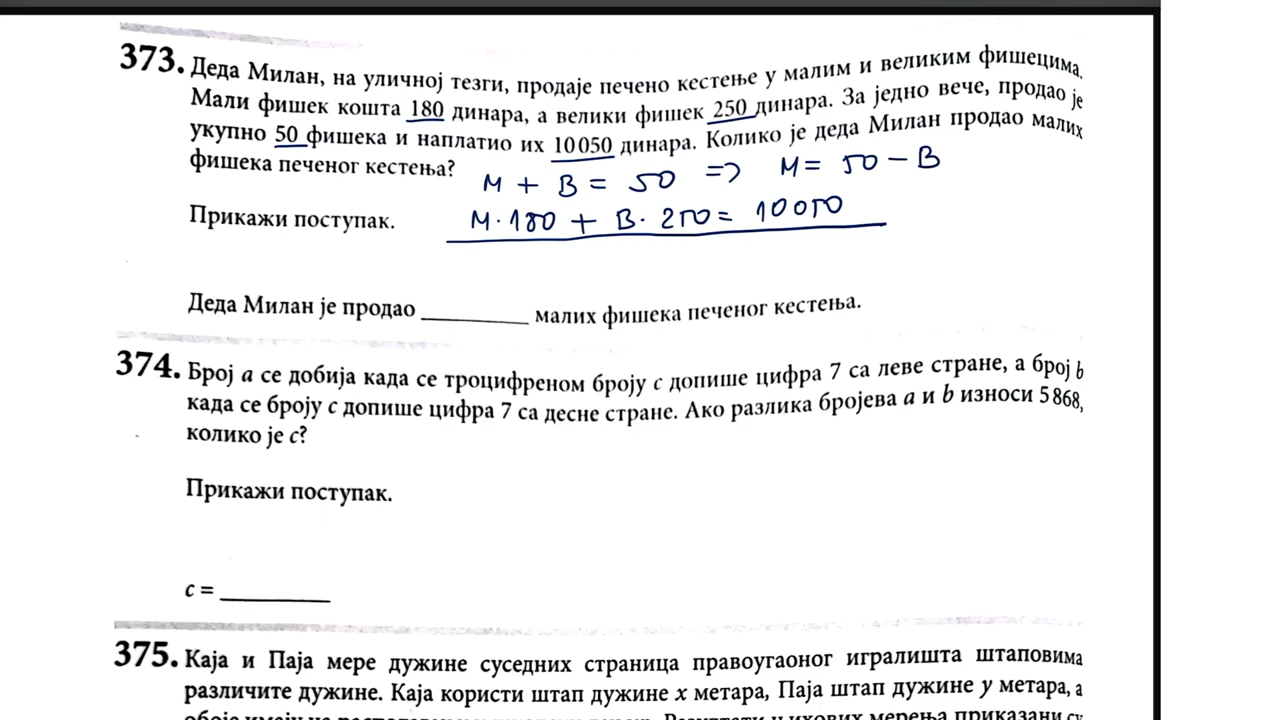 373. Деда Милан, на уличној тезги, продаје печено кестење у малим и великим фишецима.
Мали фишек кошта 180 динара, а велики фишек 250 динара. За једно вече, продао је
укупно 50 фишека и наплатио их 10 050 динара. Колико је деда Милан продао малих
фишека печеног кестења?
M + B = 50 => M = 50 - B
Прикажи поступак.
M · 180 + B · 250 = 10050
Деда Милан је продао ________ малих фишека печеног кестења.
374. Број a се добија када се троцифреном броју c допише цифра 7 са леве стране, а број b
када се броју c допише цифра 7 са десне стране. Ако разлика бројева a и b износи 5 868,
колико је c?
Прикажи поступак.
c = ________
375. Каја и Паја мере дужине суседних страница правоугаоног игралишта штаповима
различите дужине. Каја користи штап дужине x метара, Паја штап дужине y метара, а